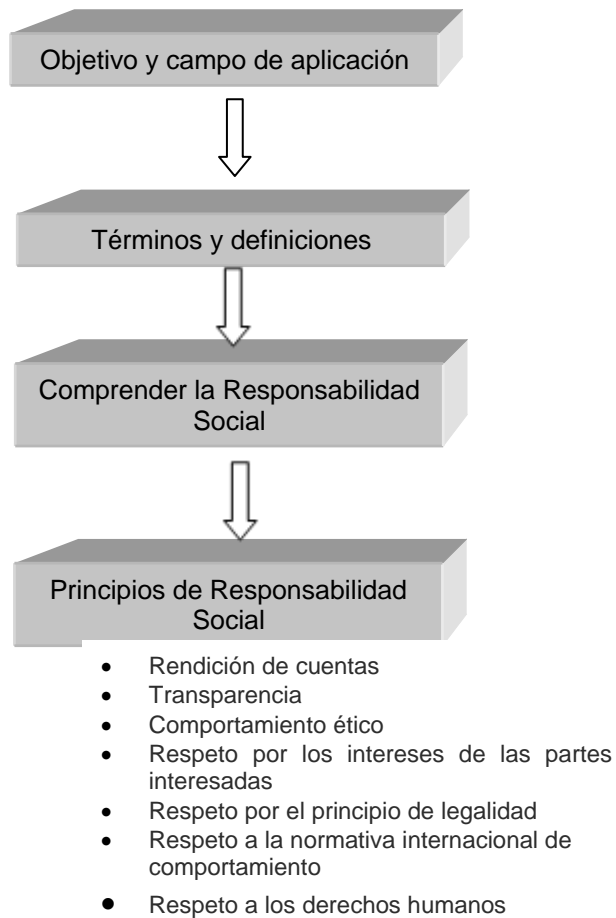 Objetivo y campo de aplicación
Términos y definiciones
Comprender la Responsabilidad
Social
Principios de Responsabilidad
Social
• Rendición de cuentas
• Transparencia
• Comportamiento ético
• Respeto por los intereses de las partes
interesadas
• Respeto por el principio de legalidad
• Respeto a la normativa internacional de
comportamiento
• Respeto a los derechos humanos